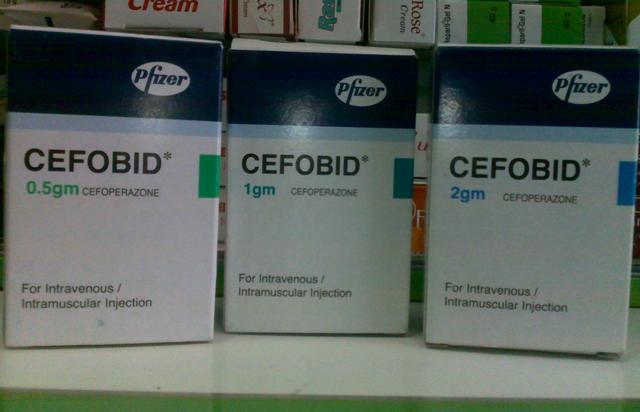 Cream
Rose
Cream
Pfizer
CEFOBID*
0.5gm CEFOPERAZONE
For Intravenous /
Intramuscular Injection
Pfizer
CEFOBID*
1gm CEFOPERAZONE
For Intravenous /
Intramuscular Injection
Pfizer
CEFOBID*
2gm CEFOPERAZONE
For Intravenous /
Intramuscular Injection